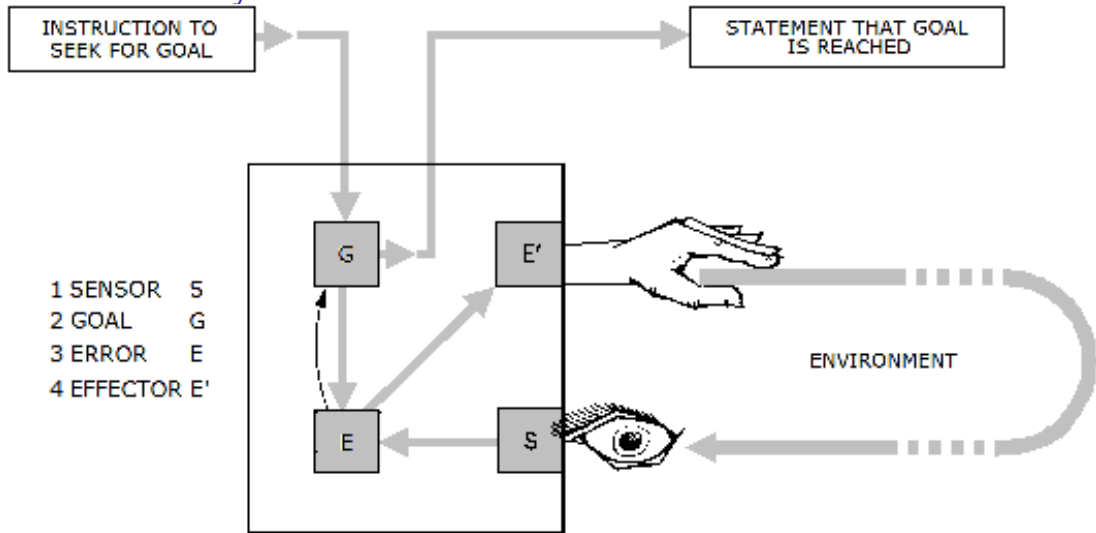 INSTRUCTION TO
SEEK FOR GOAL
STATEMENT THAT GOAL
IS REACHED
G
E'
1 SENSOR S
2 GOAL G
3 ERROR E
4 EFFECTOR E'
ENVIRONMENT
E
S